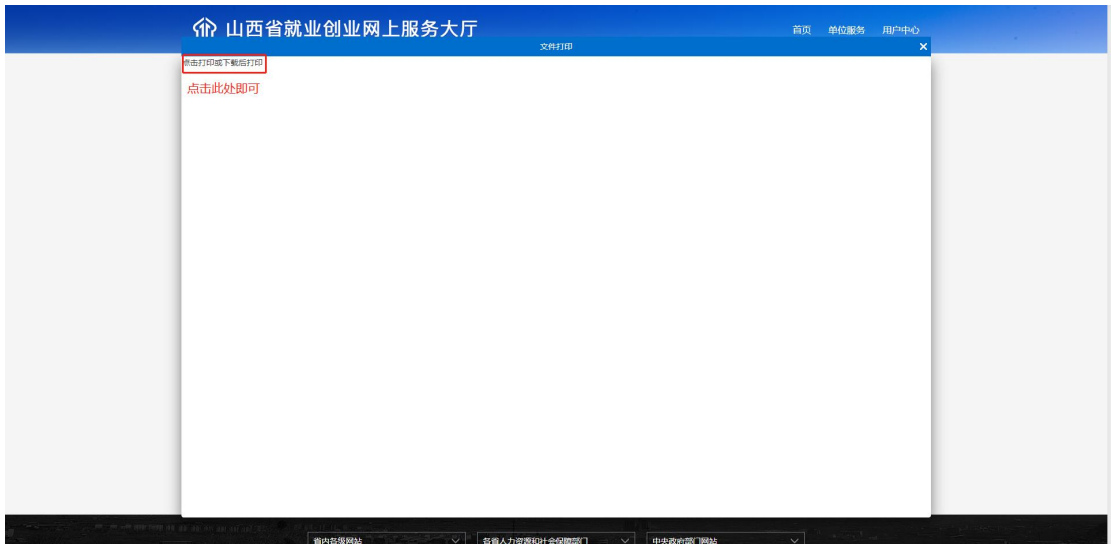 山西省就业创业网上服务大厅
首页 单位服务 用户中心
文件打印
点击打印或下载后打印
点击此处即可
省内各级网站 各省人力资源和社会保障部门 中央政府部门网站